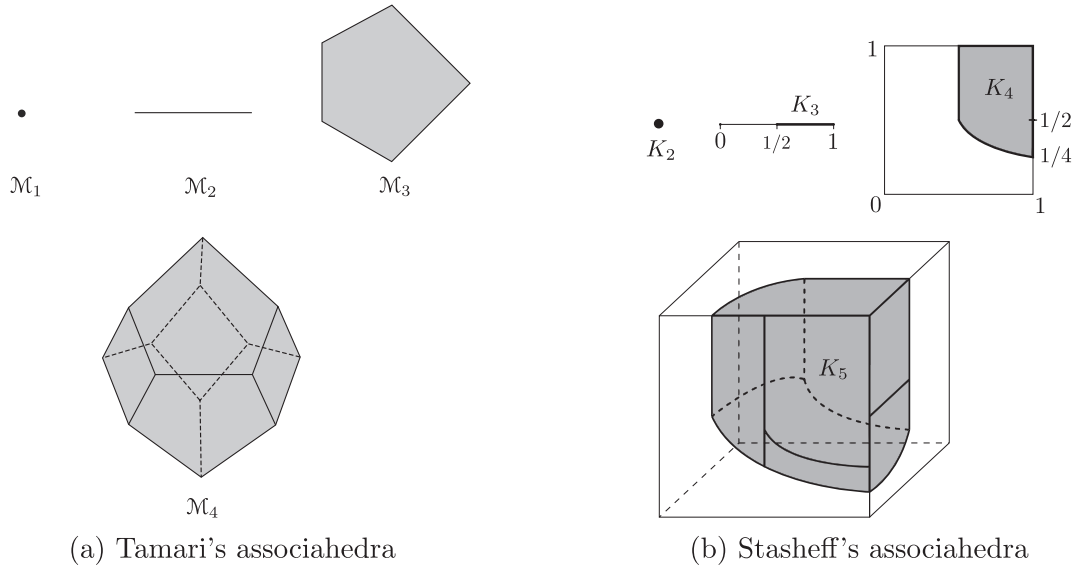 ℳ₁
ℳ₂
ℳ₃
ℳ₄
(a) Tamari's associahedra
K₂
K₃
0
1/2
1
1
K₄
1/2
1/4
0
1
K₅
(b) Stasheff's associahedra